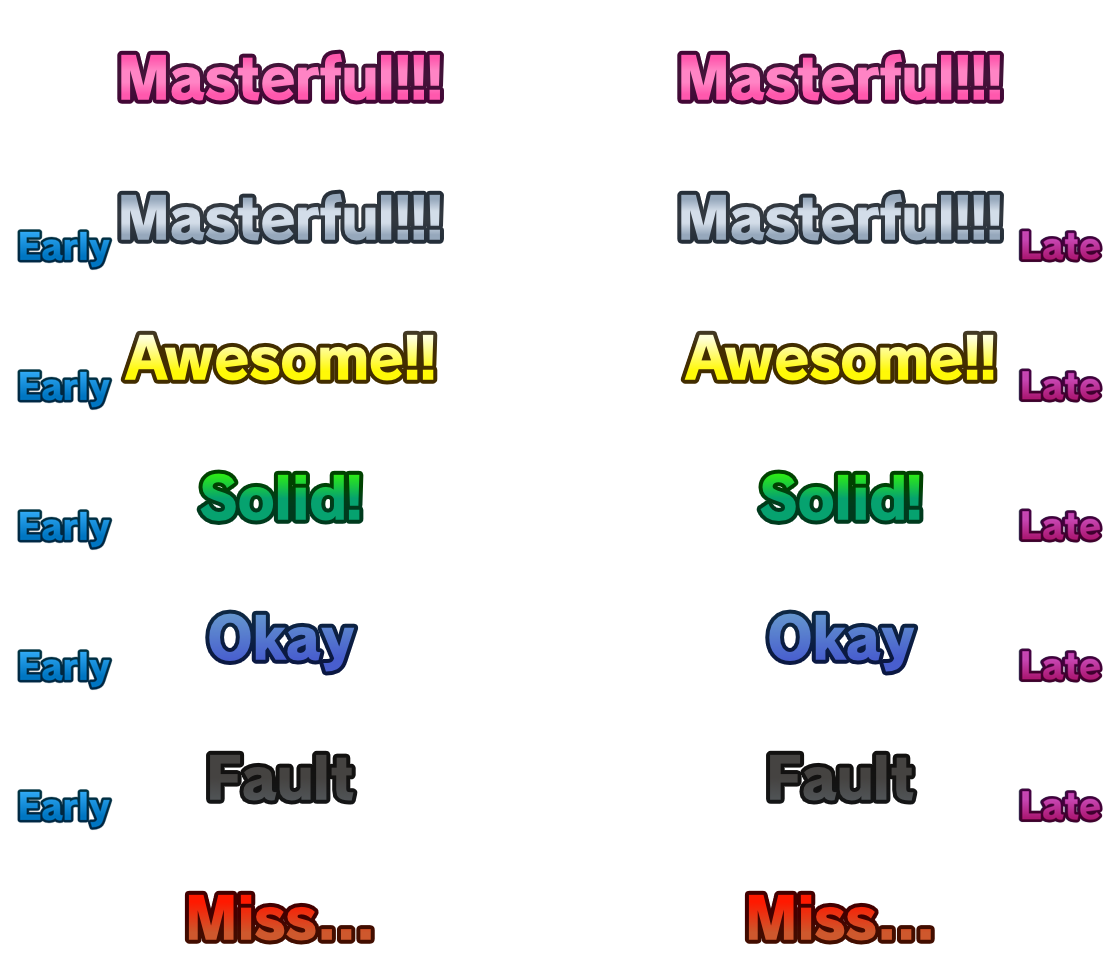 Masterful!!! Masterful!!!
Early Masterful!!! Masterful!!! Late
Early Awesome!! Awesome!! Late
Early Solid! Solid! Late
Early Okay Okay Late
Early Fault Fault Late
Miss... Miss...